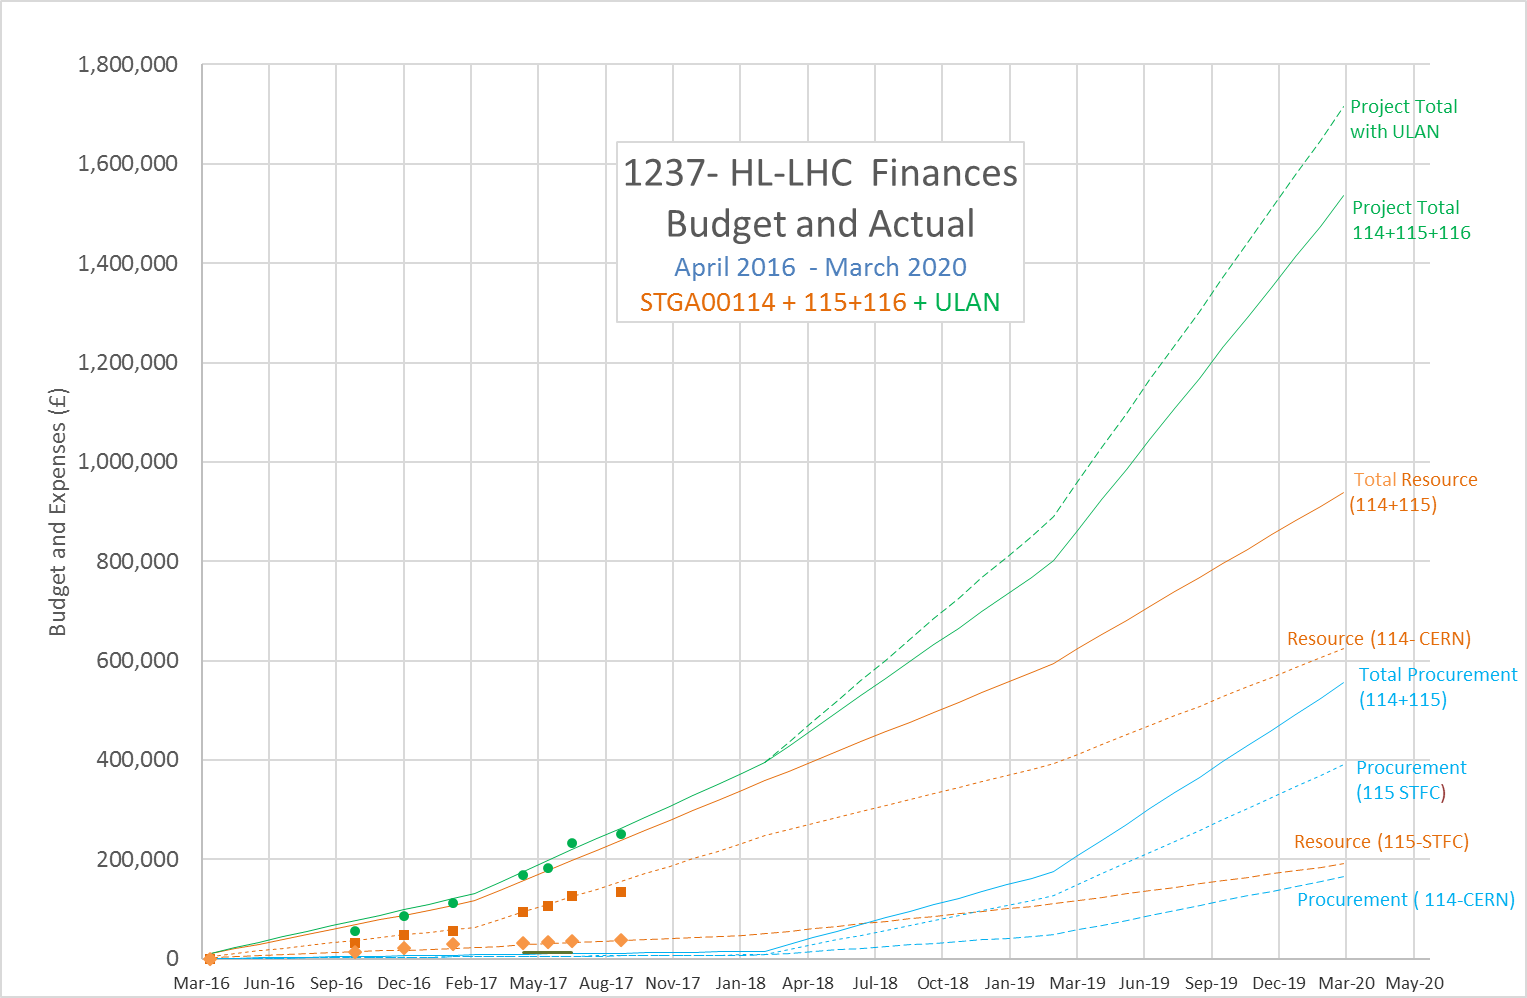 1,800,000
1,600,000
1,400,000
1,200,000
1,000,000
800,000
600,000
400,000
200,000
0
Budget and Expenses (£)
1237- HL-LHC  Finances
Budget and Actual
April 2016  - March 2020
STGA00114 + 115+116 + ULAN
Project Total
with ULAN
Project Total
114+115+116
Total Resource
(114+115)
Resource (114- CERN)
Total Procurement
(114+115)
Procurement
(115 STFC)
Resource (115-STFC)
Procurement ( 114-CERN)
Mar-16 Jun-16 Sep-16 Dec-16 Feb-17 May-17 Aug-17 Nov-17 Jan-18 Apr-18 Jul-18 Oct-18 Jan-19 Mar-19 Jun-19 Sep-19 Dec-19 Mar-20 May-20